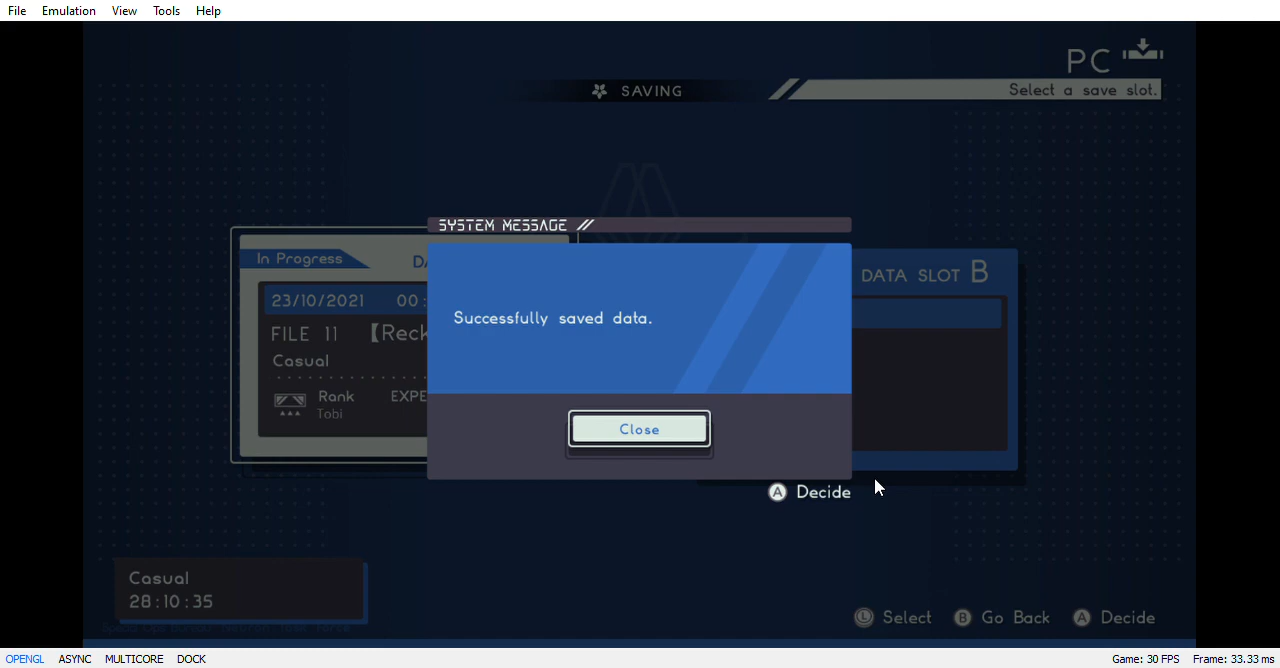 File Emulation View Tools Help
PC
SAVING
Select a save slot.
SYSTEM MESSAGE
In Progress
DATA SLOT B
23/10/2021 00:
Successfully saved data.
FILE 11 【Reck
Casual
Rank EXPE
Tobi
Close
A Decide
Casual
28:10:35
L Select B Go Back A Decide
OPENGL ASYNC MULTICORE DOCK Game: 30 FPS Frame: 33.33 ms